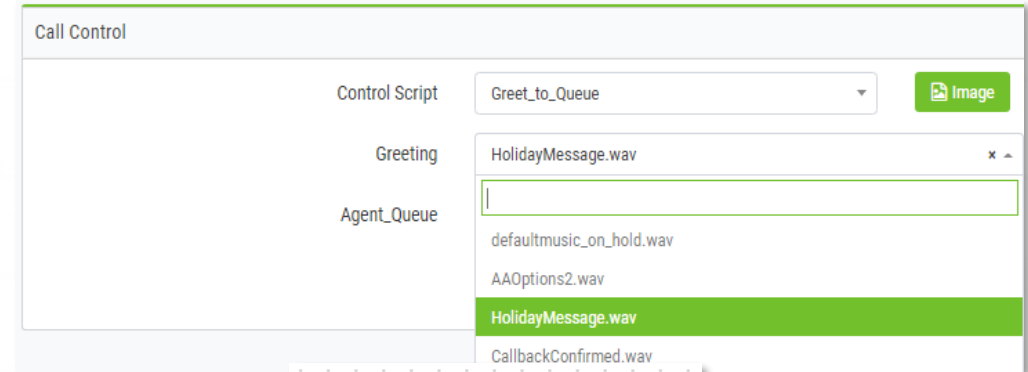 Call Control
Control Script Greet_to_Queue Image
Greeting HolidayMessage.wav
Agent_Queue
defaultmusic_on_hold.wav
AAOptions2.wav
HolidayMessage.wav
CallbackConfirmed.wav